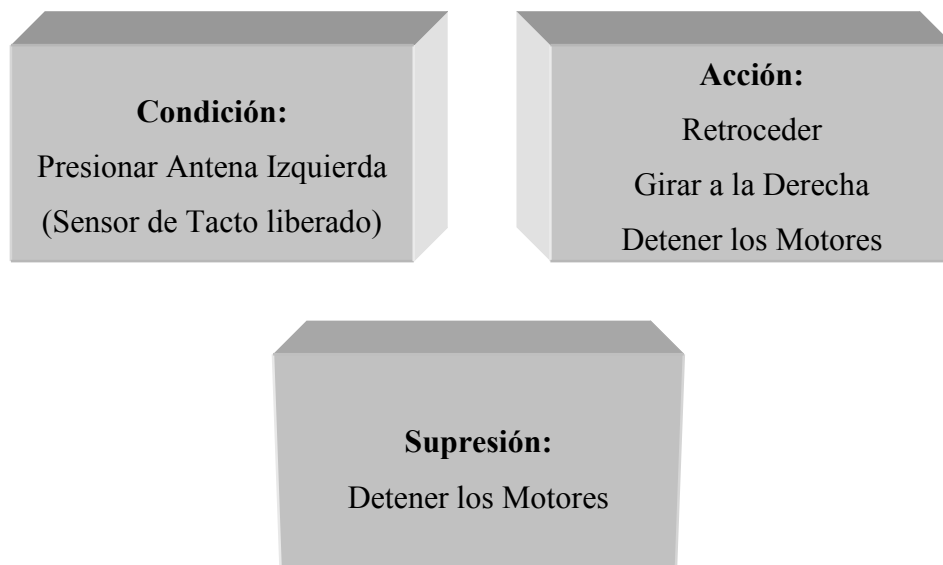 Condición:
Presionar Antena Izquierda
(Sensor de Tacto liberado)
Acción:
Retroceder
Girar a la Derecha
Detener los Motores
Supresión:
Detener los Motores